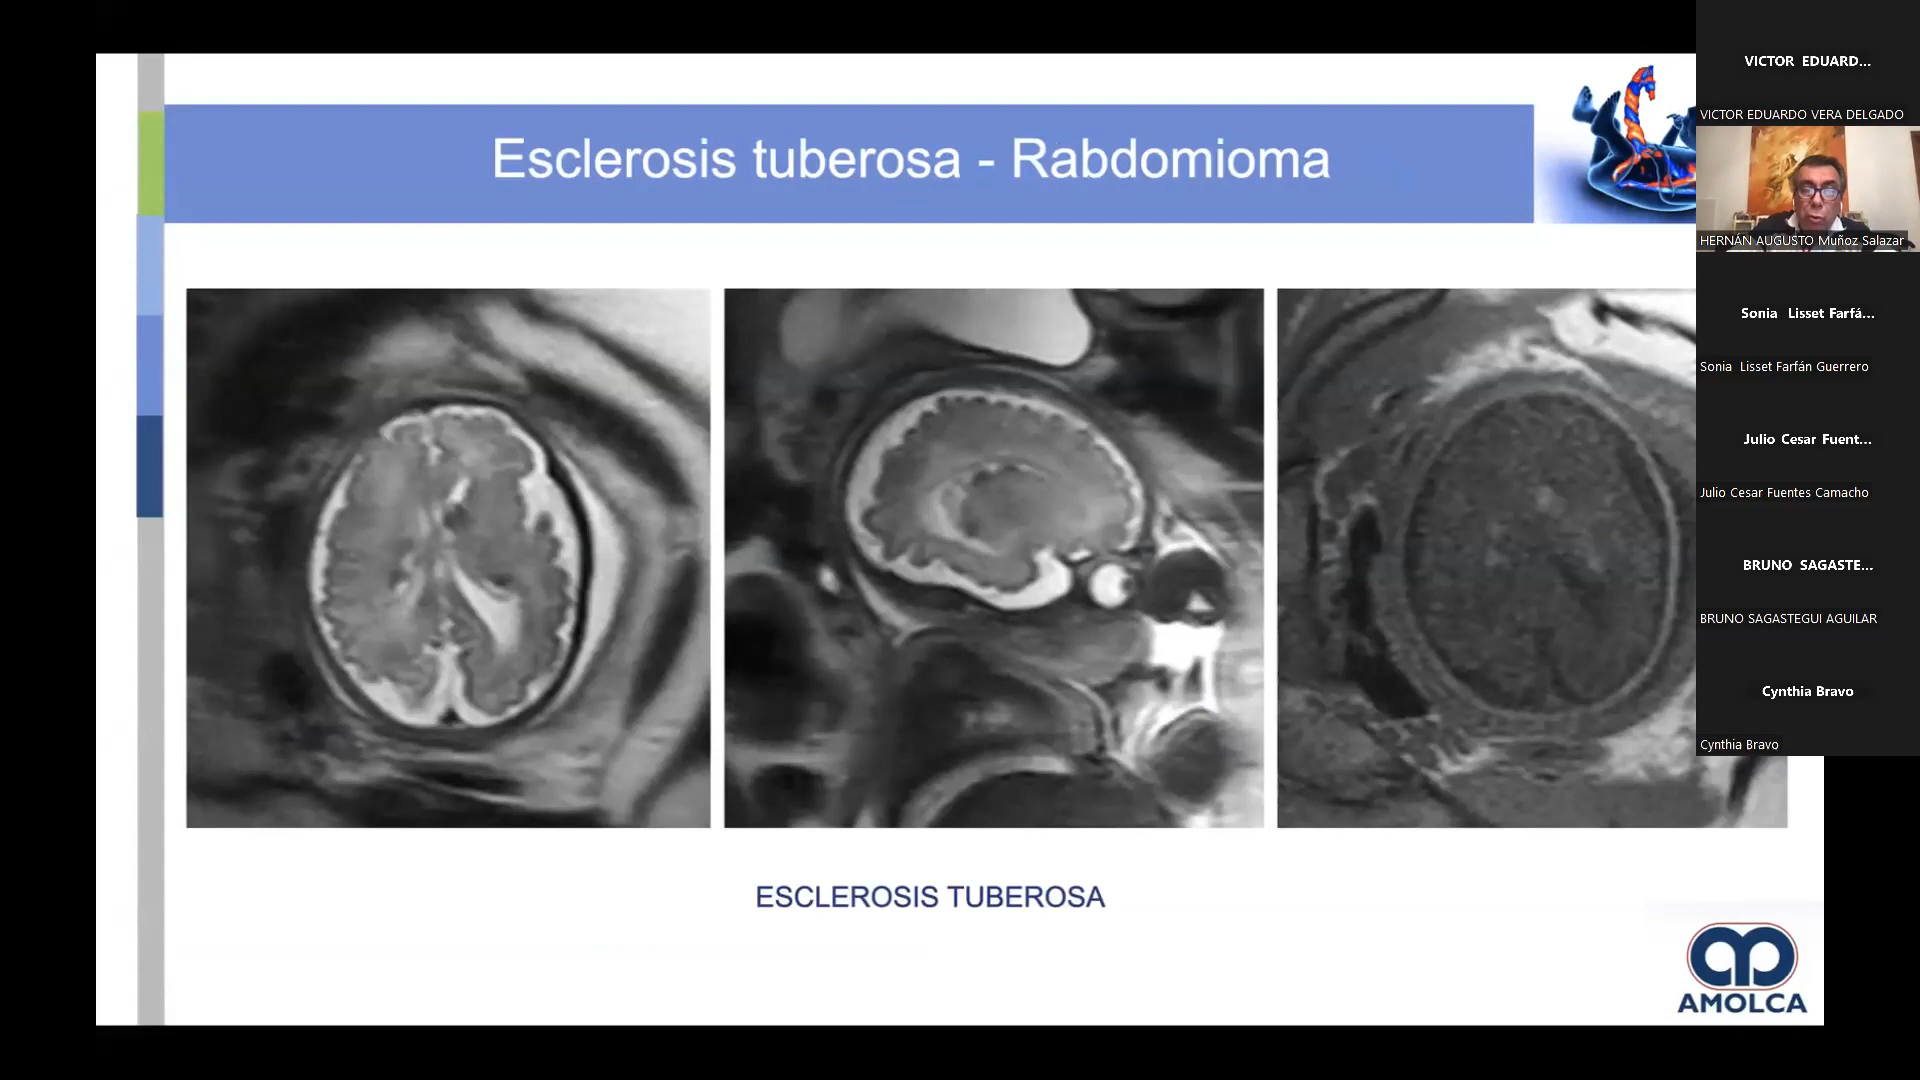 Esclerosis tuberosa - Rabdomioma
ESCLEROSIS TUBEROSA
AMOLCA
VICTOR EDUARD...
VICTOR EDUARDO VERA DELGADO
HERNÁN AUGUSTO Muñoz Salazar
Sonia Lisset Farfá...
Sonia Lisset Farfán Guerrero
Julio Cesar Fuent...
Julio Cesar Fuentes Camacho
BRUNO SAGASTE...
BRUNO SAGASTEGUI AGUILAR
Cynthia Bravo
Cynthia Bravo